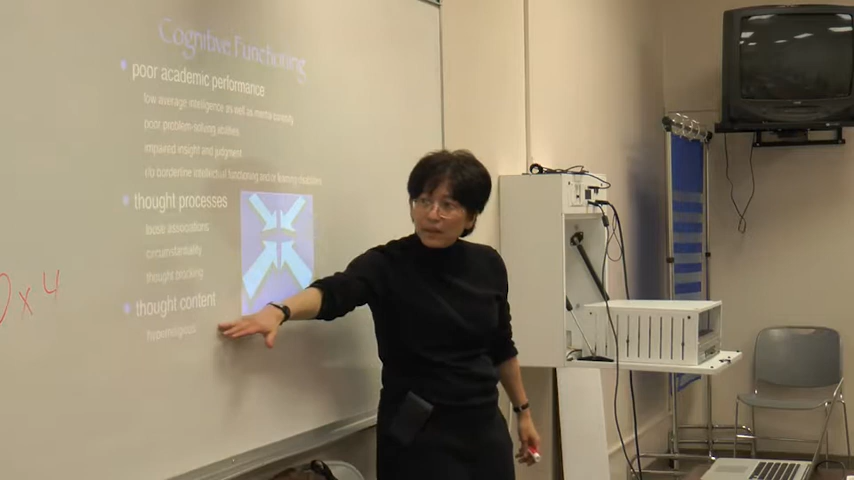 Cognitive Functioning
• poor academic performance
low average intelligence as well as mental
poor problem-solving abilities
impaired insight and judgment
r/o borderline intellectual functioning and/or learning disabilities
• thought processes
loose associations
circumstantiality
thought blocking
• thought content
hyperreligious
x 4